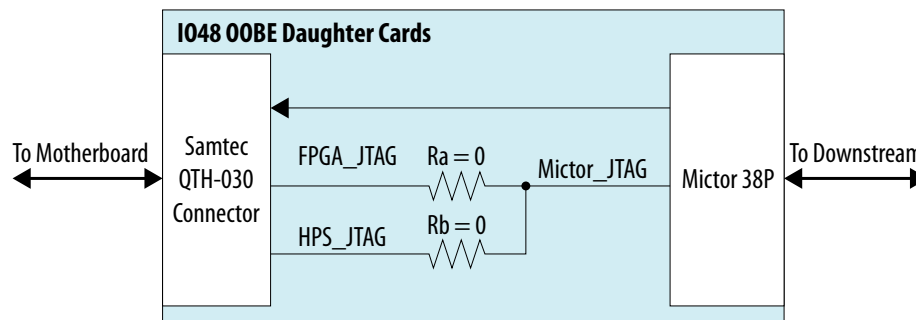 IO48 OOBE Daughter Cards
To Motherboard
Samtec
QTH-030
Connector
FPGA_JTAG
Ra = 0
Mictor_JTAG
HPS_JTAG
Rb = 0
Mictor 38P
To Downstream